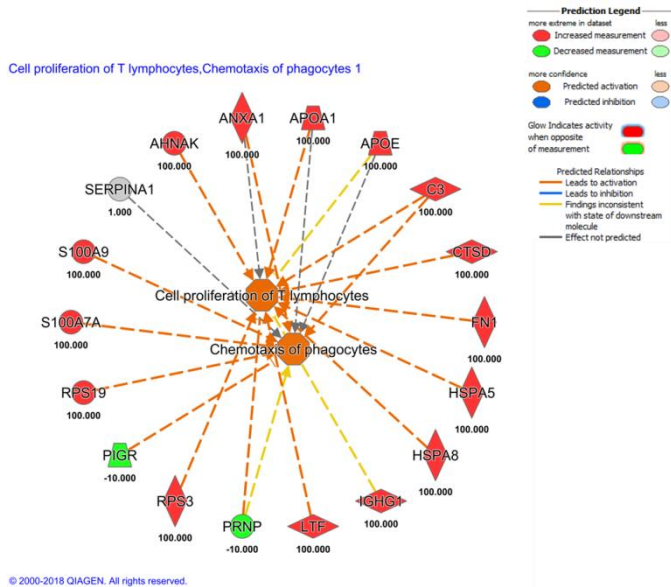 Prediction Legend
more extreme in dataset less
Increased measurement
Decreased measurement
more confidence less
Predicted activation
Predicted inhibition
Glow Indicates activity
when opposite
of measurement
Predicted Relationships
Leads to activation
Leads to inhibition
Findings inconsistent
with state of downstream
molecule
Effect not predicted
Cell proliferation of T lymphocytes,Chemotaxis of phagocytes 1
ANXA1
100.000
APOA1
100.000
AHNAK
100.000
APOE
100.000
SERPINA1
1.000
C3
100.000
S100A9
100.000
CTSD
100.000
Cell proliferation of T lymphocytes
S100A7A
100.000
FN1
100.000
Chemotaxis of phagocytes
RPS19
100.000
HSPA5
100.000
PIGR
-10.000
HSPA8
100.000
RPS3
100.000
PRNP
-10.000
LTF
100.000
IGHG1
100.000
© 2000-2018 QIAGEN. All rights reserved.